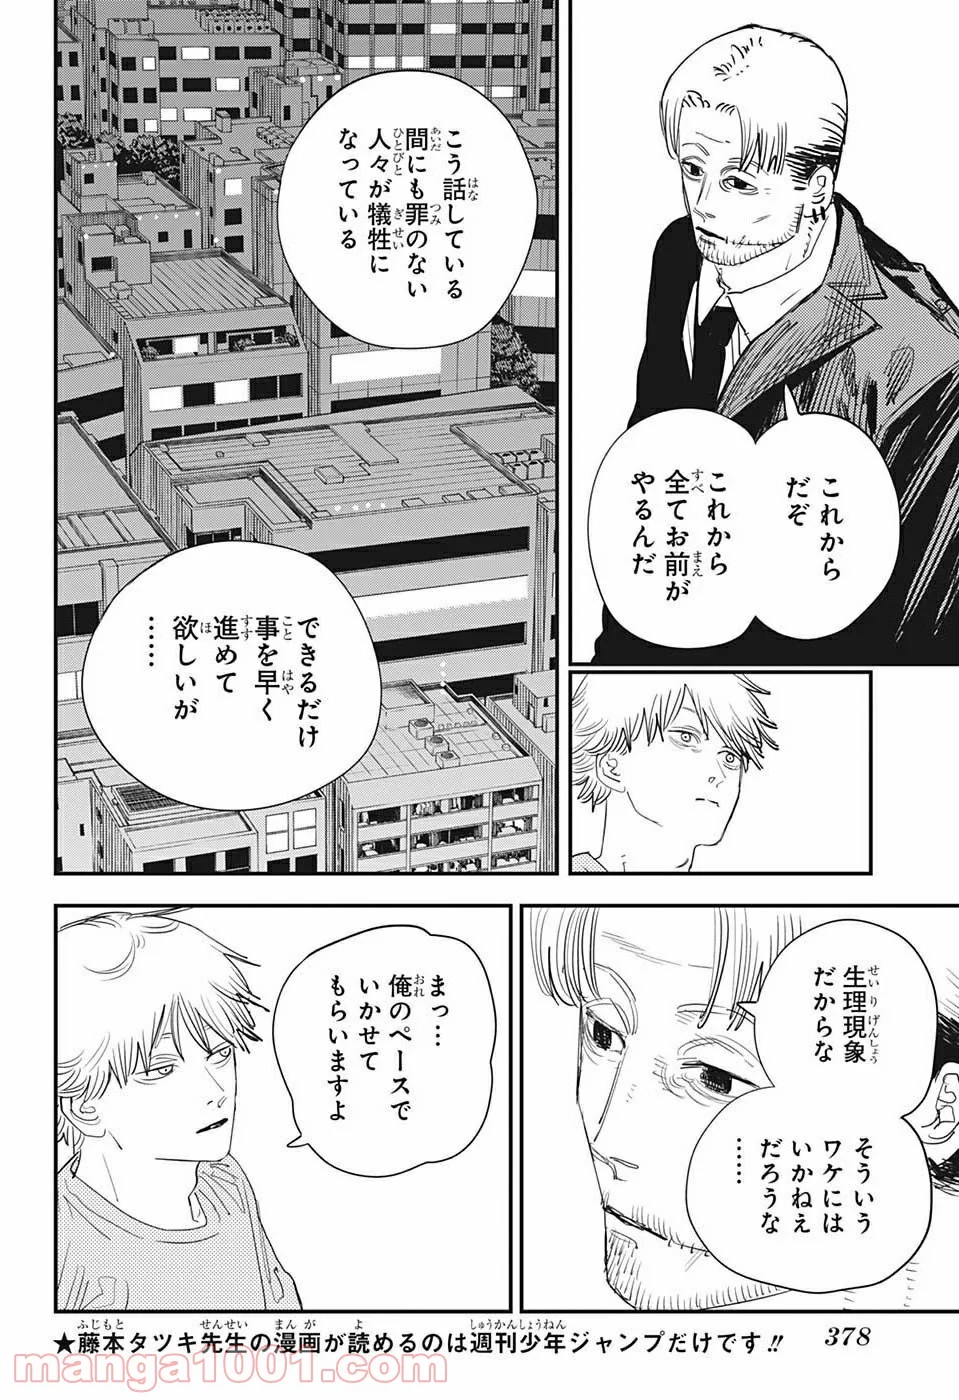 これから
だぞ
これから
全てお前が
やるんだ
こう話している
間にも罪のない
人々が犠牲に
なっている
できるだけ
事を早く
進めて
欲しいが
……
生理現象
だからな
そういう
ワケには
いかねえ
だろうな
……
まっ…
俺のペースで
いかせて
もらいますよ
★藤本タツキ先生の漫画が読めるのは週刊少年ジャンプだけです!!
378
MANGA1001.COM